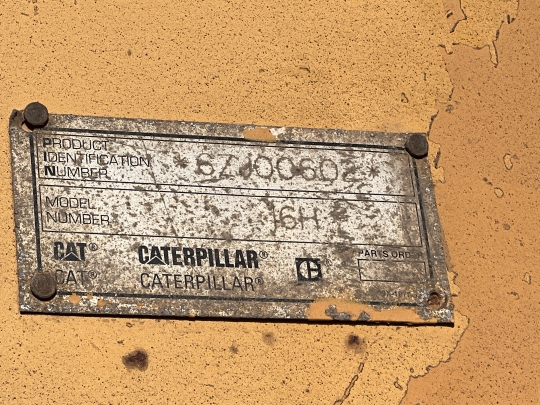 PRODUCT
IDENTIFICATION
NUMBER
*6ZJ00602*
MODEL
NUMBER
16H
CAT® CATERPILLAR®
CAT® CATERPILLAR®
PARTS ORD